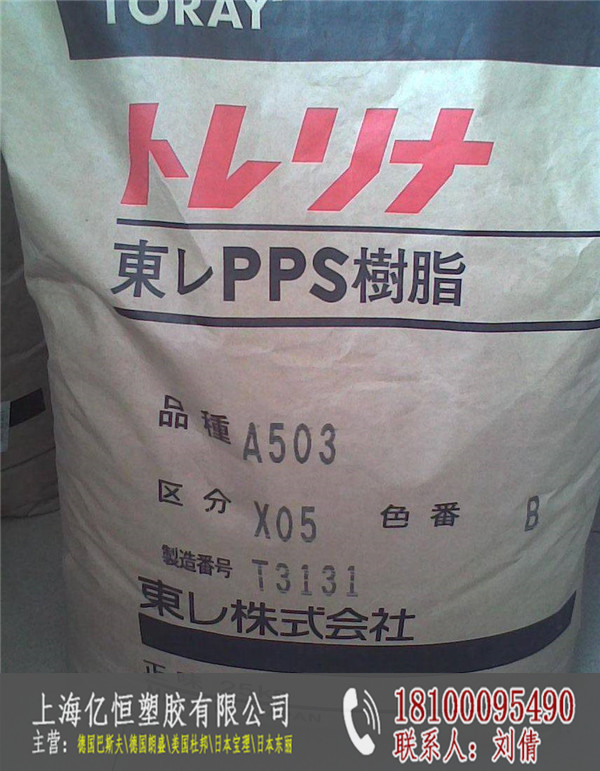 TORAY
トレリナ
東レPPS樹脂
品種 A503
区分 X05 色番 B
製造番号 T3131
東レ株式会社
上海亿恒塑胶有限公司
主营：德国巴斯夫\德国朗盛\美国杜邦\日本宝理\日本东丽
18100095490
联系人：刘倩